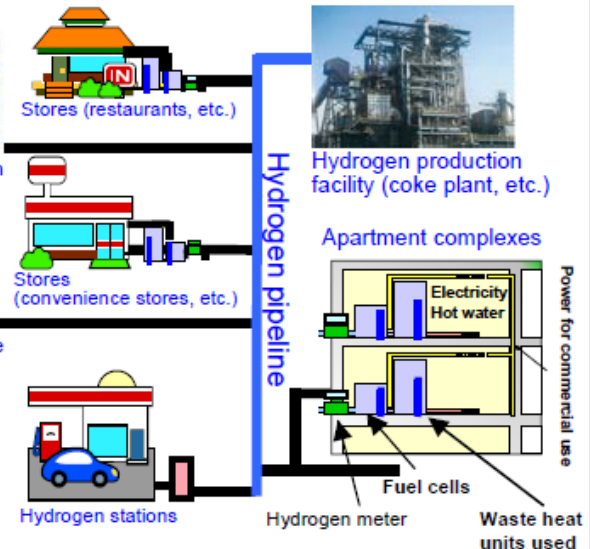 IN
Stores (restaurants, etc.)
Hydrogen production
facility (coke plant, etc.)
Hydrogen pipeline
Stores
(convenience stores, etc.)
Apartment complexes
Electricity
Hot water
Power for commercial use
Fuel cells
Hydrogen stations
Hydrogen meter
Waste heat
units used